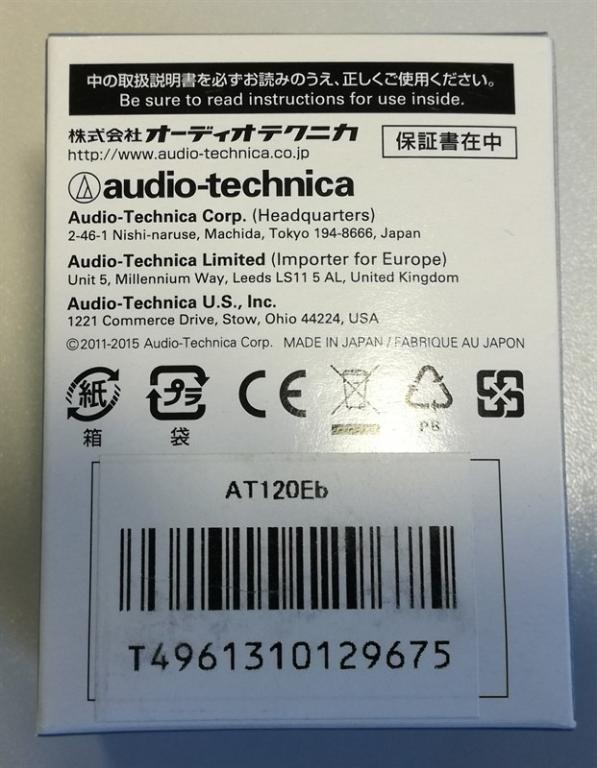 中の取扱説明書を必ずお読みのうえ、正しくご使用ください。
Be sure to read instructions for use inside.
株式会社オーディオテクニカ
http://www.audio-technica.co.jp
保証書在中
audio-technica
Audio-Technica Corp. (Headquarters)
2-46-1 Nishi-naruse, Machida, Tokyo 194-8666, Japan
Audio-Technica Limited (Importer for Europe)
Unit 5, Millennium Way, Leeds LS11 5 AL, United Kingdom
Audio-Technica U.S., Inc.
1221 Commerce Drive, Stow, Ohio 44224, USA
©2011-2015 Audio-Technica Corp. MADE IN JAPAN / FABRIQUE AU JAPON
紙 プラ CE
箱 袋 PB
AT120Eb
T4961310129675